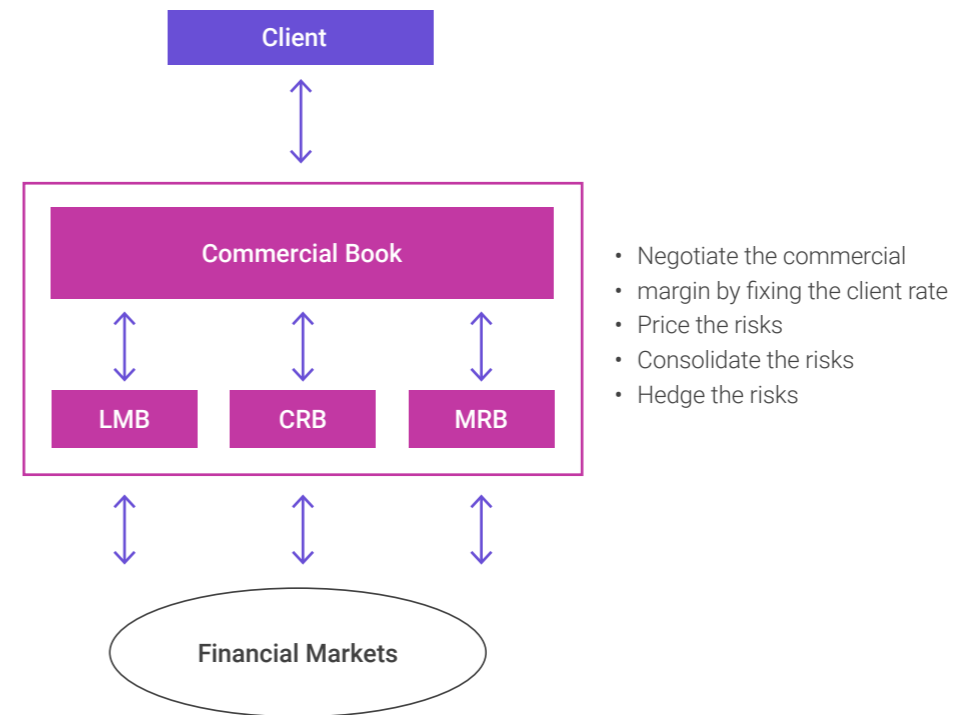 Client
Commercial Book
LMB
CRB
MRB
• Negotiate the commercial
• margin by fixing the client rate
• Price the risks
• Consolidate the risks
• Hedge the risks
Financial Markets